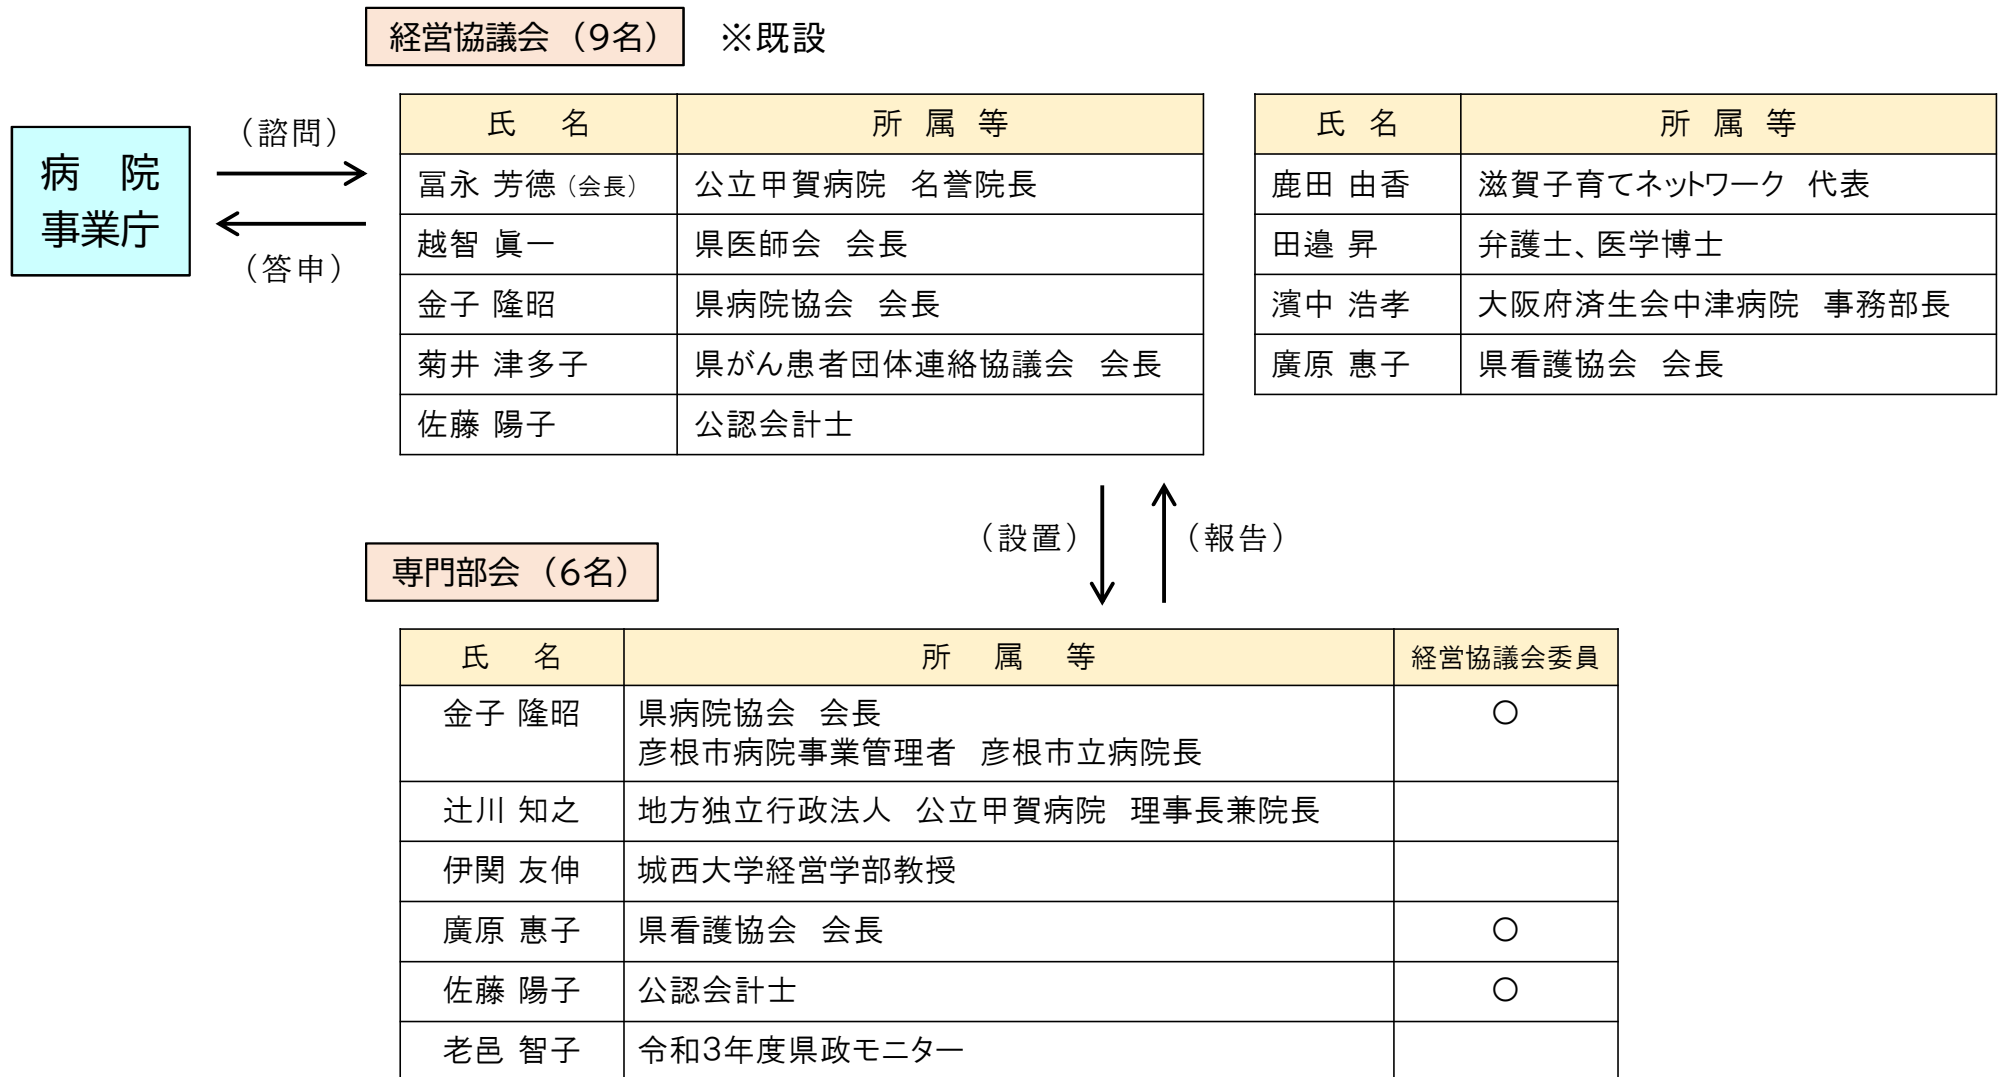 経営協議会（9名） ※既設
病 院
事業庁
（諮問）
（答申）
氏 名 所 属 等
冨永 芳德（会長） 公立甲賀病院 名誉院長
越智 眞一 県医師会 会長
金子 隆昭 県病院協会 会長
菊井 津多子 県がん患者団体連絡協議会 会長
佐藤 陽子 公認会計士
氏 名 所 属 等
鹿田 由香 滋賀子育てネットワーク 代表
田邉 昇 弁護士、医学博士
濱中 浩孝 大阪府済生会中津病院 事務部長
廣原 惠子 県看護協会 会長
（設置） （報告）
専門部会（6名）
氏 名 所 属 等 経営協議会委員
金子 隆昭 県病院協会 会長 〇
彦根市病院事業管理者 彦根市立病院長
辻川 知之 地方独立行政法人 公立甲賀病院 理事長兼院長
伊関 友伸 城西大学経営学部教授
廣原 惠子 県看護協会 会長 〇
佐藤 陽子 公認会計士 〇
老邑 智子 令和3年度県政モニター